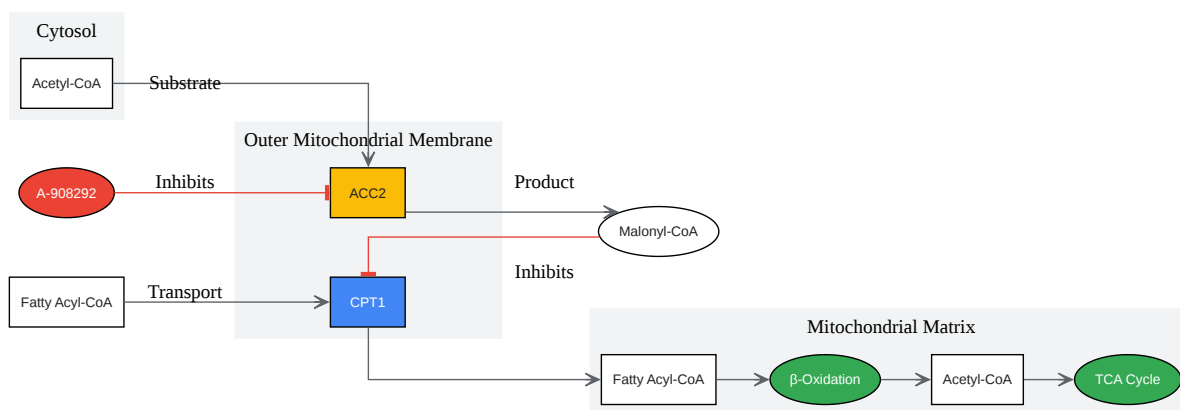 Cytosol
Acetyl-CoA
Substrate
Outer Mitochondrial Membrane
A-908292
Inhibits
ACC2
Product
Malonyl-CoA
Inhibits
Fatty Acyl-CoA
Transport
CPT1
Mitochondrial Matrix
Fatty Acyl-CoA
β-Oxidation
Acetyl-CoA
TCA Cycle